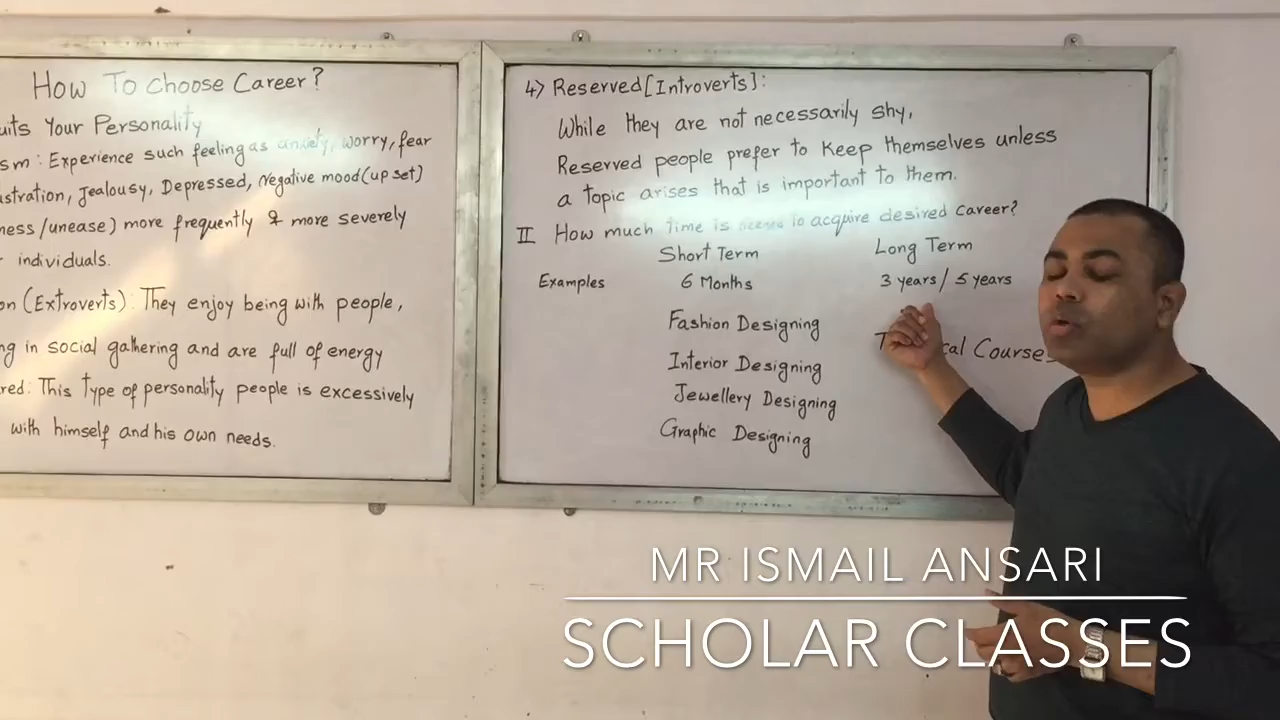 How To Choose Career?
uits Your Personality
sm: Experience such feeling as anxiety, worry, fear
stration, Jealousy, Depressed, Negative mood (up set)
ness/unease) more frequently & more severely
individuals.
on (Extroverts): They enjoy being with people,
ng in social gathering and are full of energy
red: This type of personality people is excessively
with himself and his own needs.
4) Reserved [Introverts]:
While they are not necessarily shy,
Reserved people prefer to keep themselves unless
a topic arises that is important to them.
II How much Time is needed to acquire desired career?
Short Term Long Term
Examples 6 Months 3 years/ 5 years
Fashion Designing
T cal Courses
Interior Designing
Jewellery Designing
Graphic Designing
MR ISMAIL ANSARI
SCHOLAR CLASSES